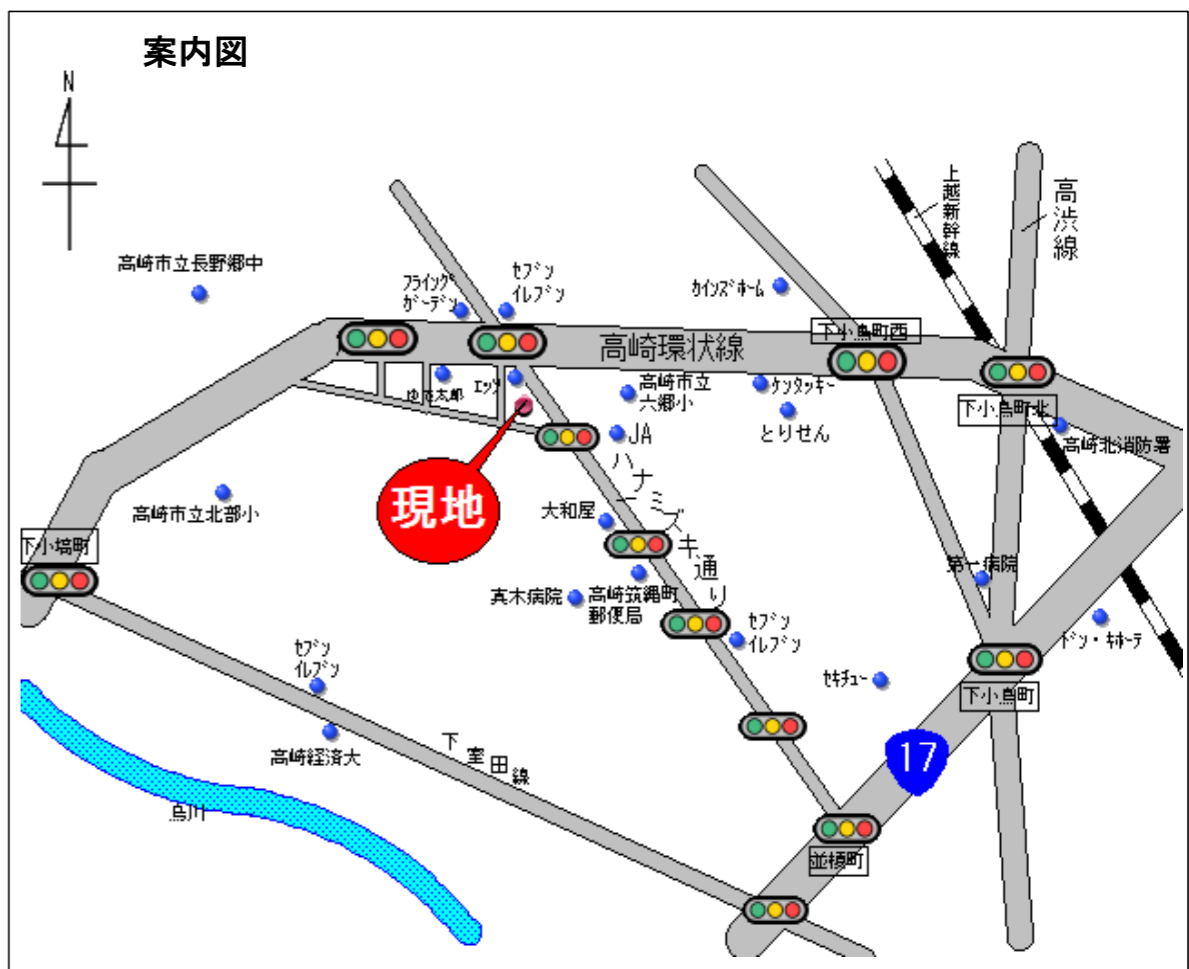 案内図
N
上越新幹線
高渋線
高崎市立長野郷中
フライング
ガーデン
セブン
イレブン
カインズホーム
下小鳥町西
高崎環状線
ゆで太郎
エッソ
高崎市立
六郷小
ケンタッキー
とりせん
下小鳥町北
高崎北消防署
JA
ハナミズキ通り
現地
高崎市立北部小
大和屋
下小塙町
真木病院
高崎筑縄町
郵便局
第一病院
セブン
イレブン
ドン・キホーテ
セブン
イレブン
セキチュー
下小鳥町
高崎経済大
下室田線
17
烏川
並榎町